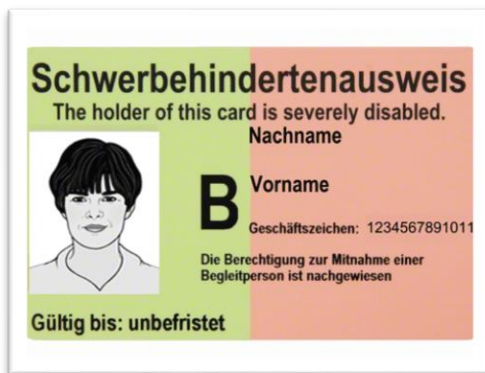 Schwerbehindertenausweis
The holder of this card is severely disabled.
Nachname
B
Vorname
Geschäftszeichen: 1234567891011
Die Berechtigung zur Mitnahme einer
Begleitperson ist nachgewiesen
Gültig bis: unbefristet